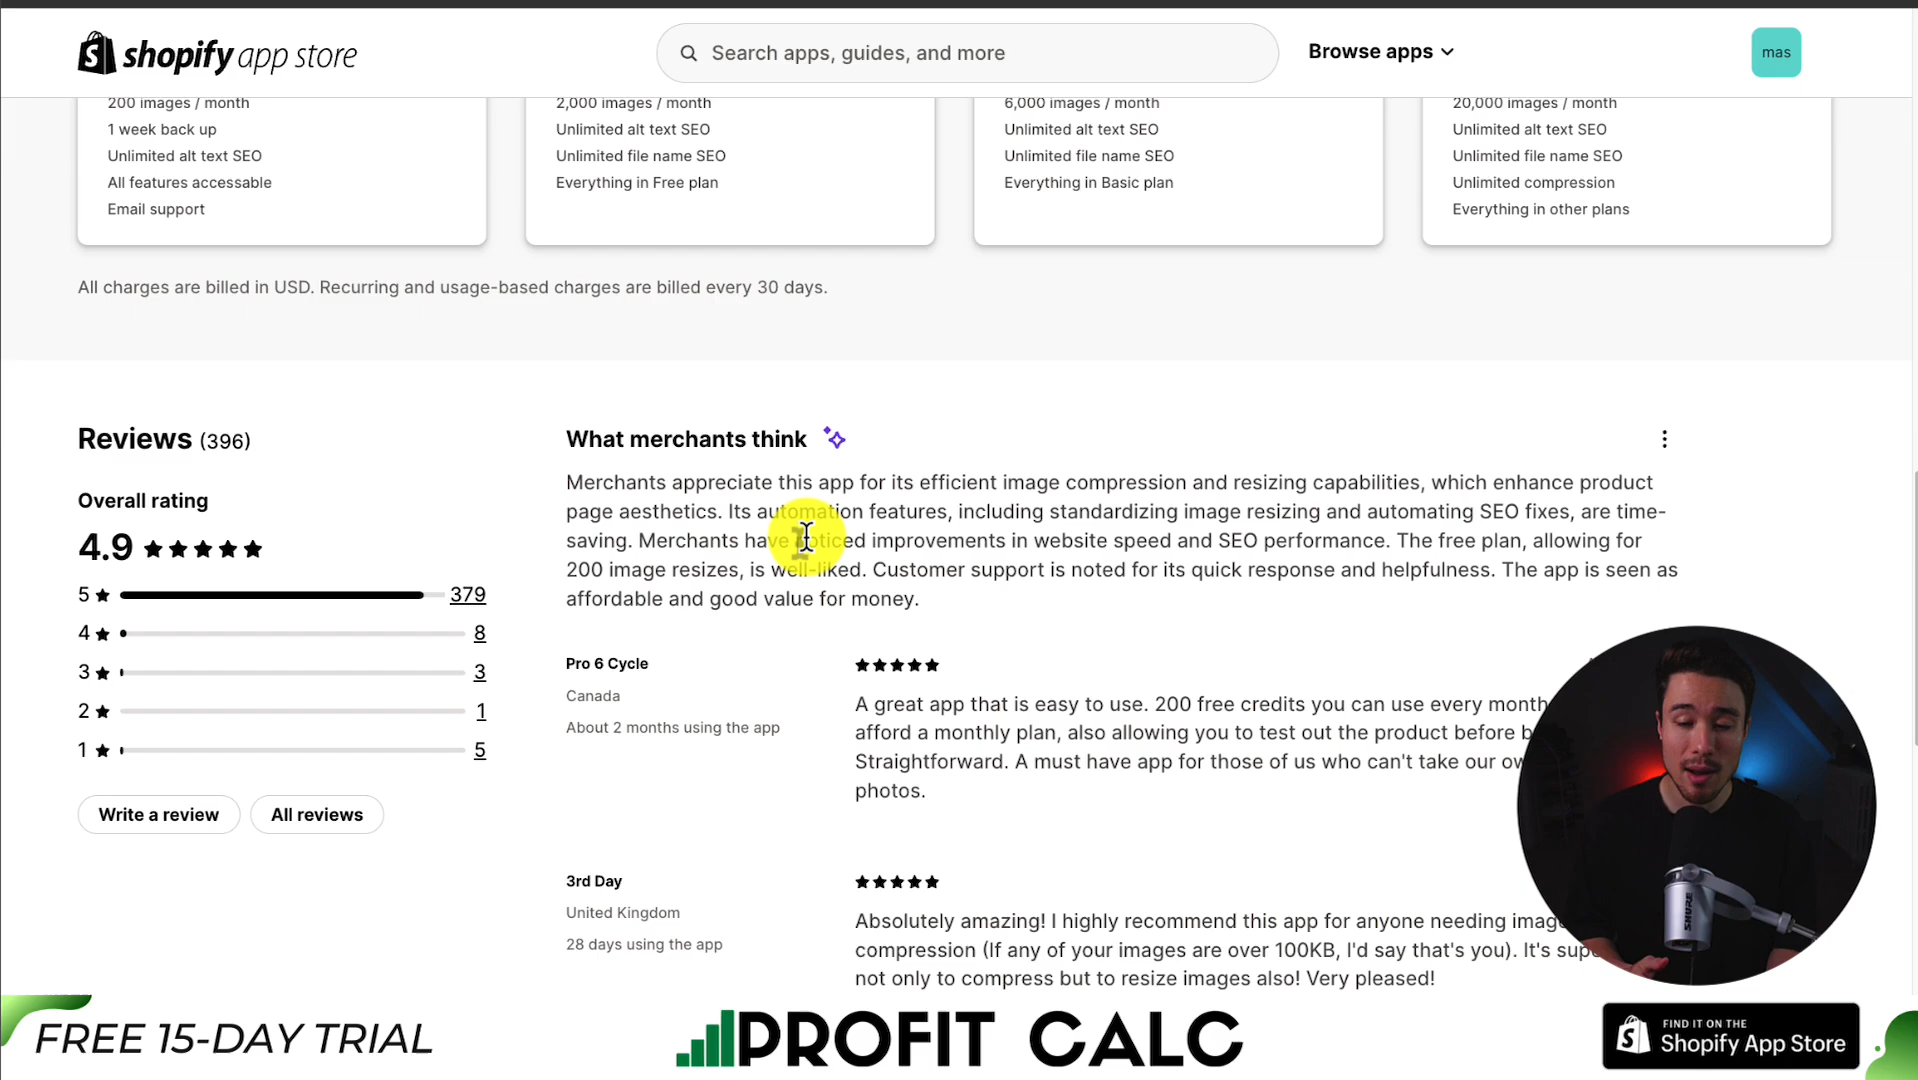 shopify app store
Search apps, guides, and more
Browse apps
mas
200 images / month
1 week back up
Unlimited alt text SEO
All features accessable
Email support
2,000 images / month
Unlimited alt text SEO
Unlimited file name SEO
Everything in Free plan
6,000 images / month
Unlimited alt text SEO
Unlimited file name SEO
Everything in Basic plan
20,000 images / month
Unlimited alt text SEO
Unlimited file name SEO
Unlimited compression
Everything in other plans
All charges are billed in USD. Recurring and usage-based charges are billed every 30 days.
Reviews (396)
Overall rating
4.9
5 379
4 8
3 3
2 1
1 5
Write a review
All reviews
What merchants think
Merchants appreciate this app for its efficient image compression and resizing capabilities, which enhance product
page aesthetics. Its automation features, including standardizing image resizing and automating SEO fixes, are time-
saving. Merchants have noticed improvements in website speed and SEO performance. The free plan, allowing for
200 image resizes, is well-liked. Customer support is noted for its quick response and helpfulness. The app is seen as
affordable and good value for money.
Pro 6 Cycle
Canada
About 2 months using the app
A great app that is easy to use. 200 free credits you can use every month
afford a monthly plan, also allowing you to test out the product before
Straightforward. A must have app for those of us who can't take our
photos.
3rd Day
United Kingdom
28 days using the app
Absolutely amazing! I highly recommend this app for anyone needing
compression (If any of your images are over 100KB, I'd say that's you). It's
not only to compress but to resize images also! Very pleased!
SHURE
FREE 15-DAY TRIAL
PROFIT CALC
FIND IT ON THE
Shopify App Store